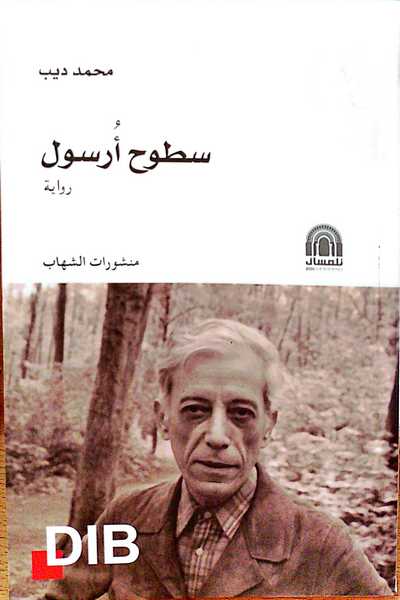 محمد ديب
سطوح أُرسول
رواية
تلمسان
منشورات الشهاب
DIB